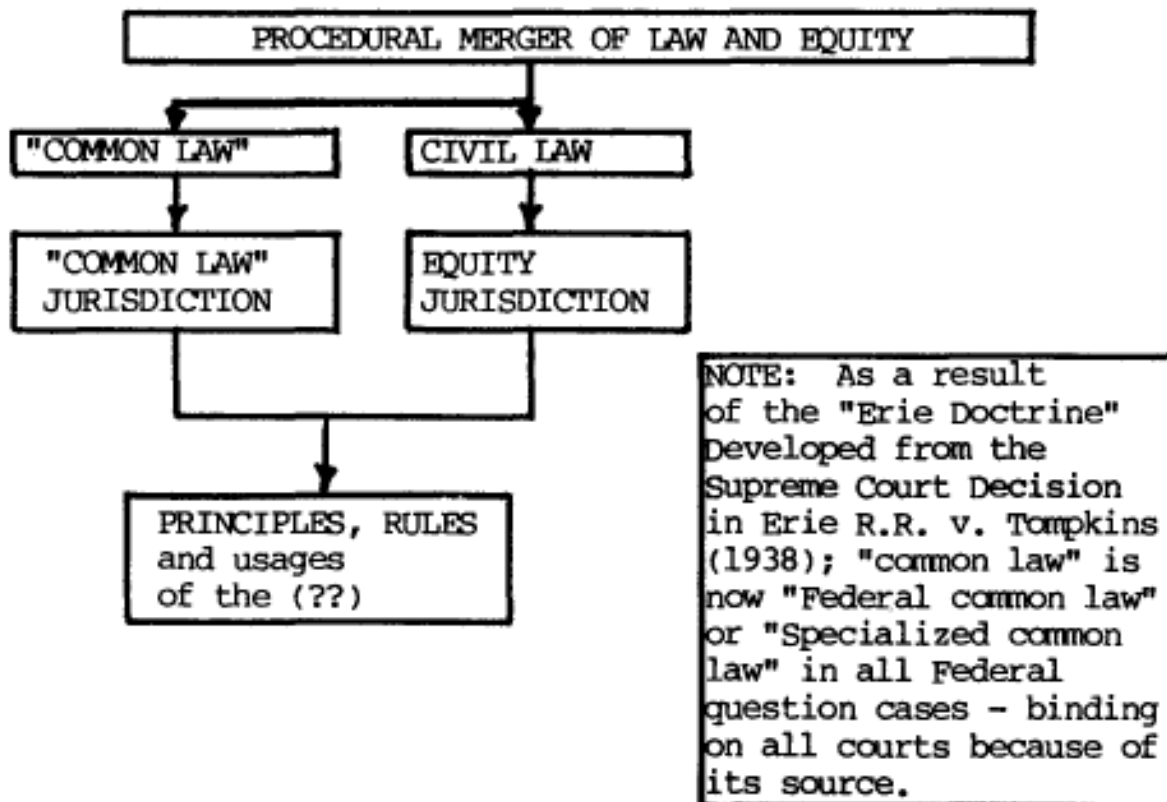 PROCEDURAL MERGER OF LAW AND EQUITY
"COMMON LAW"
CIVIL LAW
"COMMON LAW"
JURISDICTION
EQUITY
JURISDICTION
PRINCIPLES, RULES
and usages
of the (??)
NOTE: As a result
of the "Erie Doctrine"
Developed from the
Supreme Court Decision
in Erie R.R. v. Tompkins
(1938); "common law" is
now "Federal common law"
or "Specialized common
law" in all Federal
question cases - binding
on all courts because of
its source.